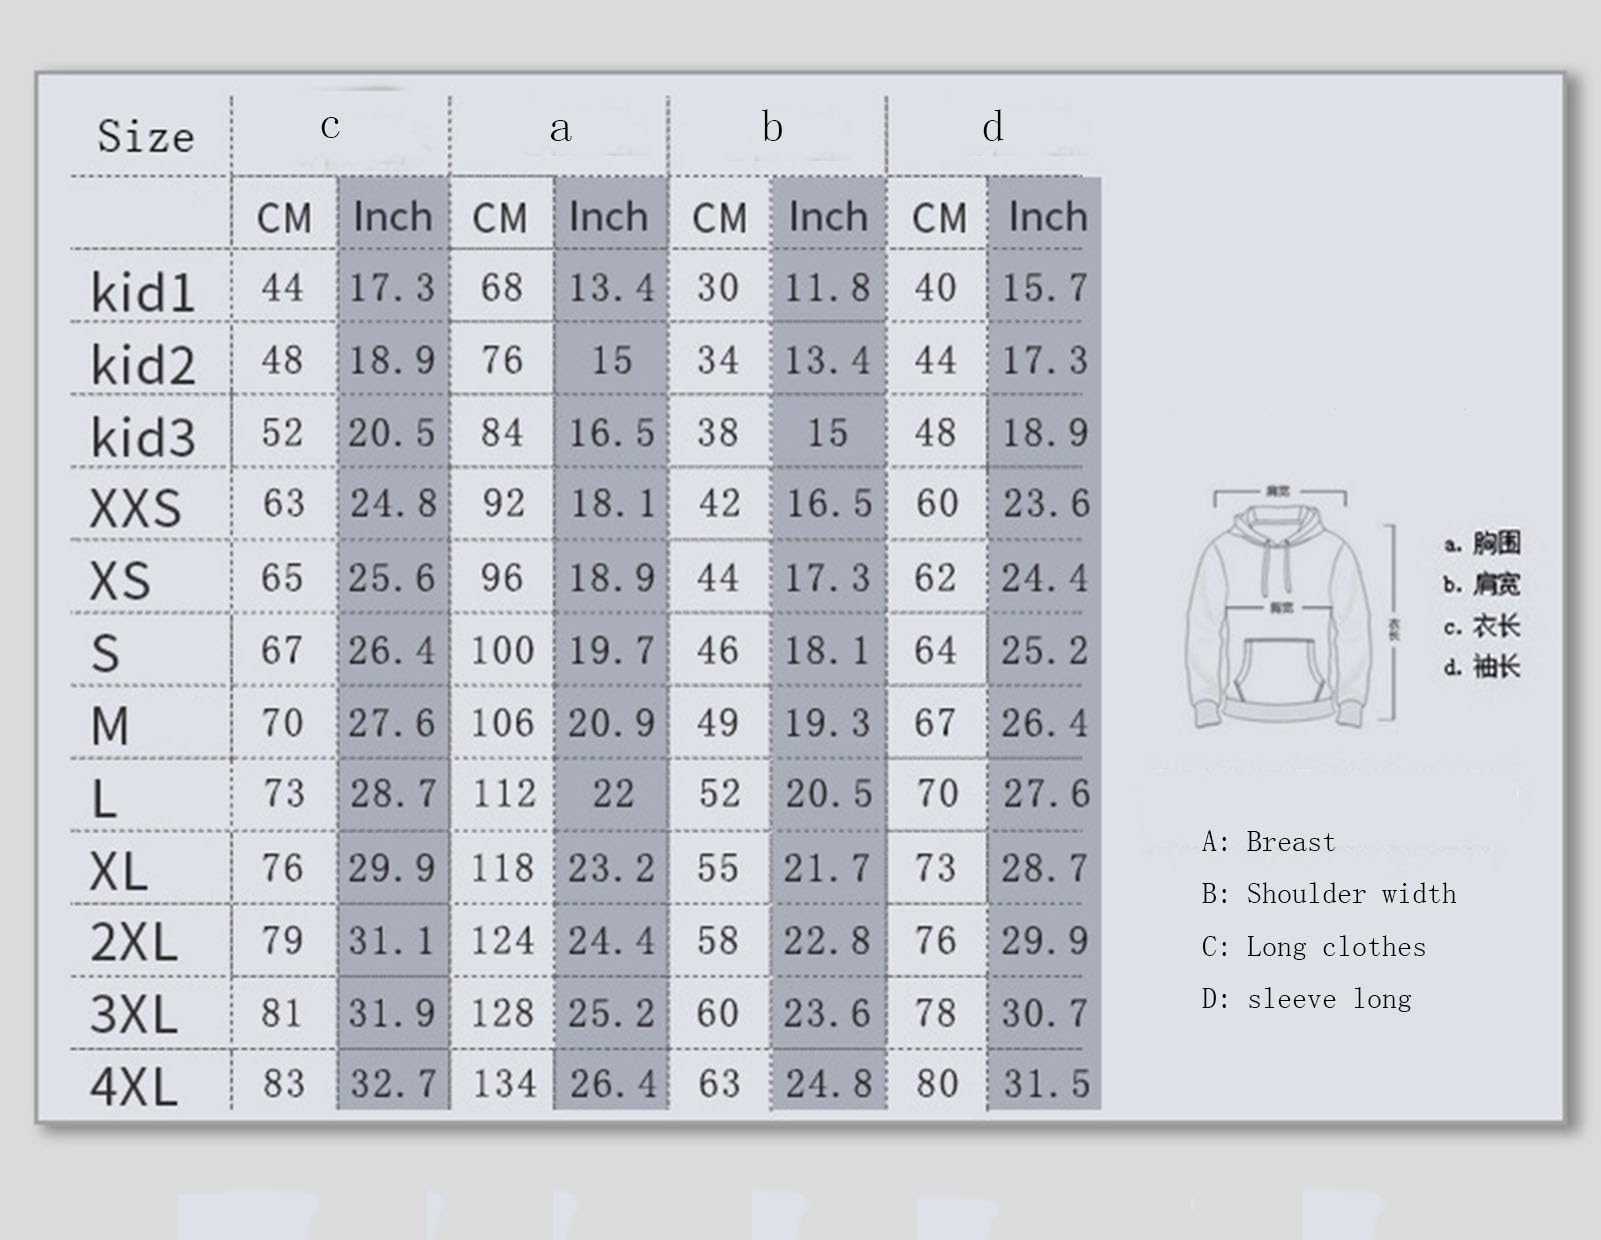 Size c a b d
CM Inch CM Inch CM Inch CM Inch
kid1 44 17.3 68 13.4 30 11.8 40 15.7
kid2 48 18.9 76 15 34 13.4 44 17.3
kid3 52 20.5 84 16.5 38 15 48 18.9
XXS 63 24.8 92 18.1 42 16.5 60 23.6
XS 65 25.6 96 18.9 44 17.3 62 24.4
S 67 26.4 100 19.7 46 18.1 64 25.2
M 70 27.6 106 20.9 49 19.3 67 26.4
L 73 28.7 112 22 52 20.5 70 27.6
XL 76 29.9 118 23.2 55 21.7 73 28.7
2XL 79 31.1 124 24.4 58 22.8 76 29.9
3XL 81 31.9 128 25.2 60 23.6 78 30.7
4XL 83 32.7 134 26.4 63 24.8 80 31.5
肩宽
胸宽
衣长
a. 胸围
b. 肩宽
c. 衣长
d. 袖长
A: Breast
B: Shoulder width
C: Long clothes
D: sleeve long